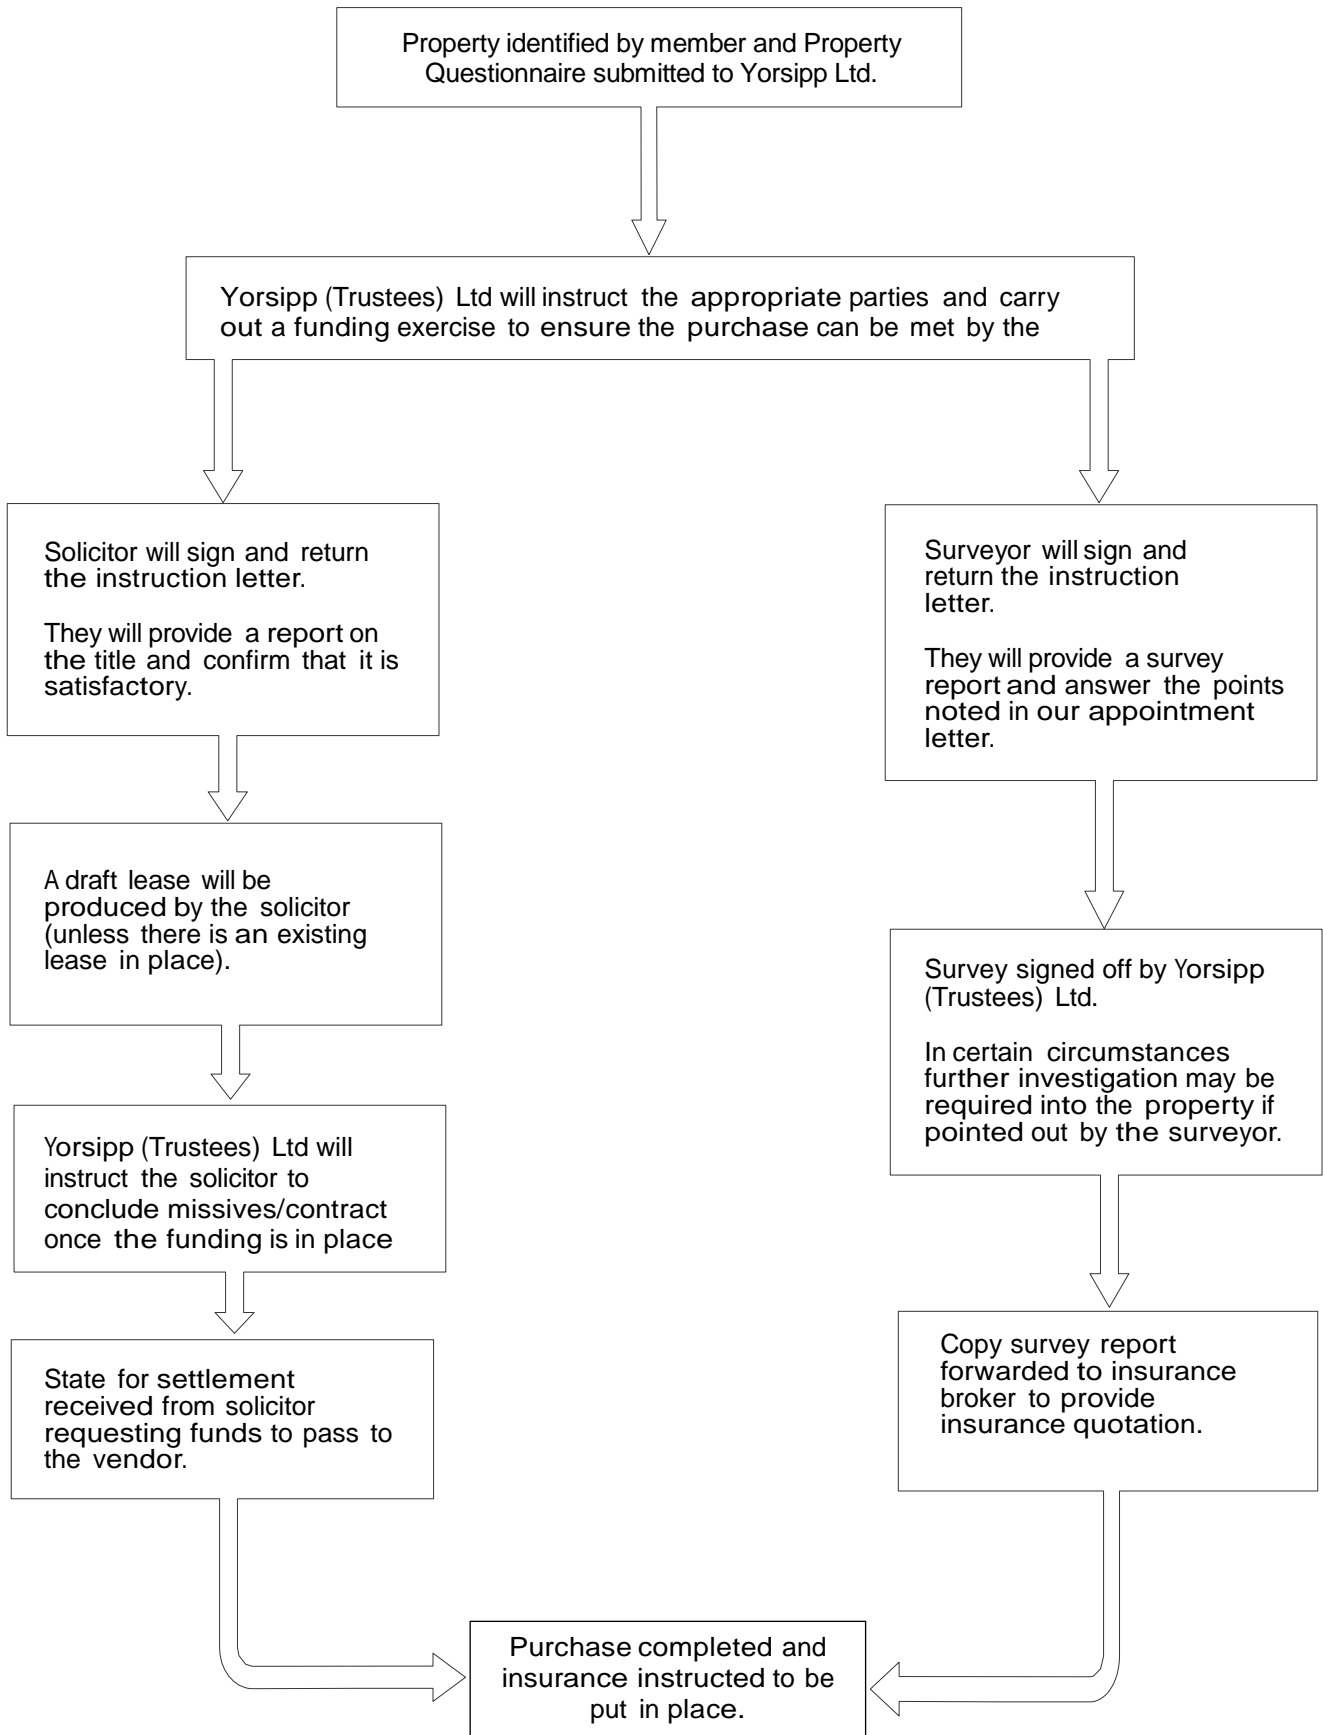 Property identified by member and Property
Questionnaire submitted to Yorsipp Ltd.
Yorsipp (Trustees) Ltd will instruct the appropriate parties and carry
out a funding exercise to ensure the purchase can be met by the
Solicitor will sign and return
the instruction letter.
They will provide a report on
the title and confirm that it is
satisfactory.
A draft lease will be
produced by the solicitor
(unless there is an existing
lease in place).
Yorsipp (Trustees) Ltd will
instruct the solicitor to
conclude missives/contract
once the funding is in place
State for settlement
received from solicitor
requesting funds to pass to
the vendor.
Surveyor will sign and
return the instruction
letter.
They will provide a survey
report and answer the points
noted in our appointment
letter.
Survey signed off by Yorsipp
(Trustees) Ltd.
In certain circumstances
further investigation may be
required into the property if
pointed out by the surveyor.
Copy survey report
forwarded to insurance
broker to provide
insurance quotation.
Purchase completed and
insurance instructed to be
put in place.